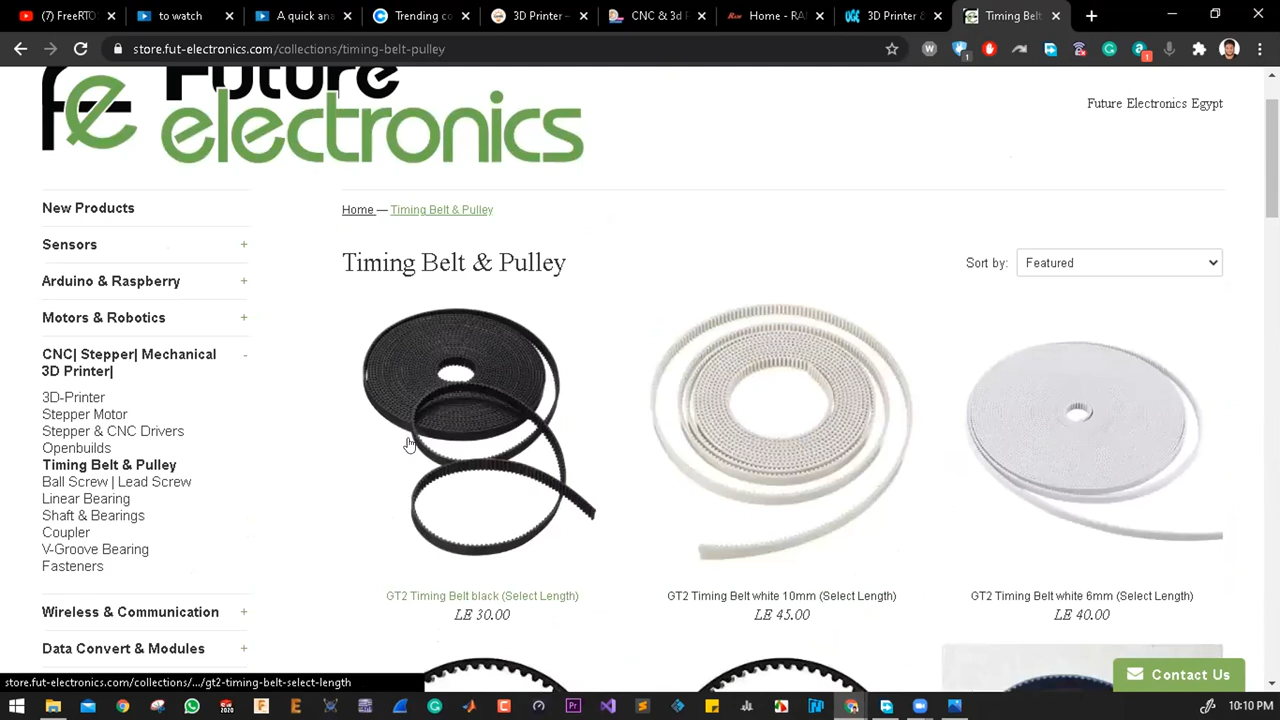 (5) FreeRTO
to watch
A quick ana
Trending co
3D Printer –
CNC & 3d P
Home - RA
3D Printer &
Timing Belt
store.fut-electronics.com/collections/timing-belt-pulley
1
1
Future
electronics
Future Electronics Egypt
New Products
Sensors +
Arduino & Raspberry +
Motors & Robotics +
CNC| Stepper| Mechanical -
3D Printer|
3D-Printer
Stepper Motor
Stepper & CNC Drivers
Openbuilds
Timing Belt & Pulley
Ball Screw | Lead Screw
Linear Bearing
Shaft & Bearings
Coupler
V-Groove Bearing
Fasteners
Wireless & Communication +
Data Convert & Modules +
Home — Timing Belt & Pulley
Timing Belt & Pulley
Sort by: Featured
GT2 Timing Belt black (Select Length)
LE 30.00
GT2 Timing Belt white 10mm (Select Length)
LE 45.00
GT2 Timing Belt white 6mm (Select Length)
LE 40.00
Contact Us
store.fut-electronics.com/collections/.../gt2-timing-belt-select-length
10:10 PM